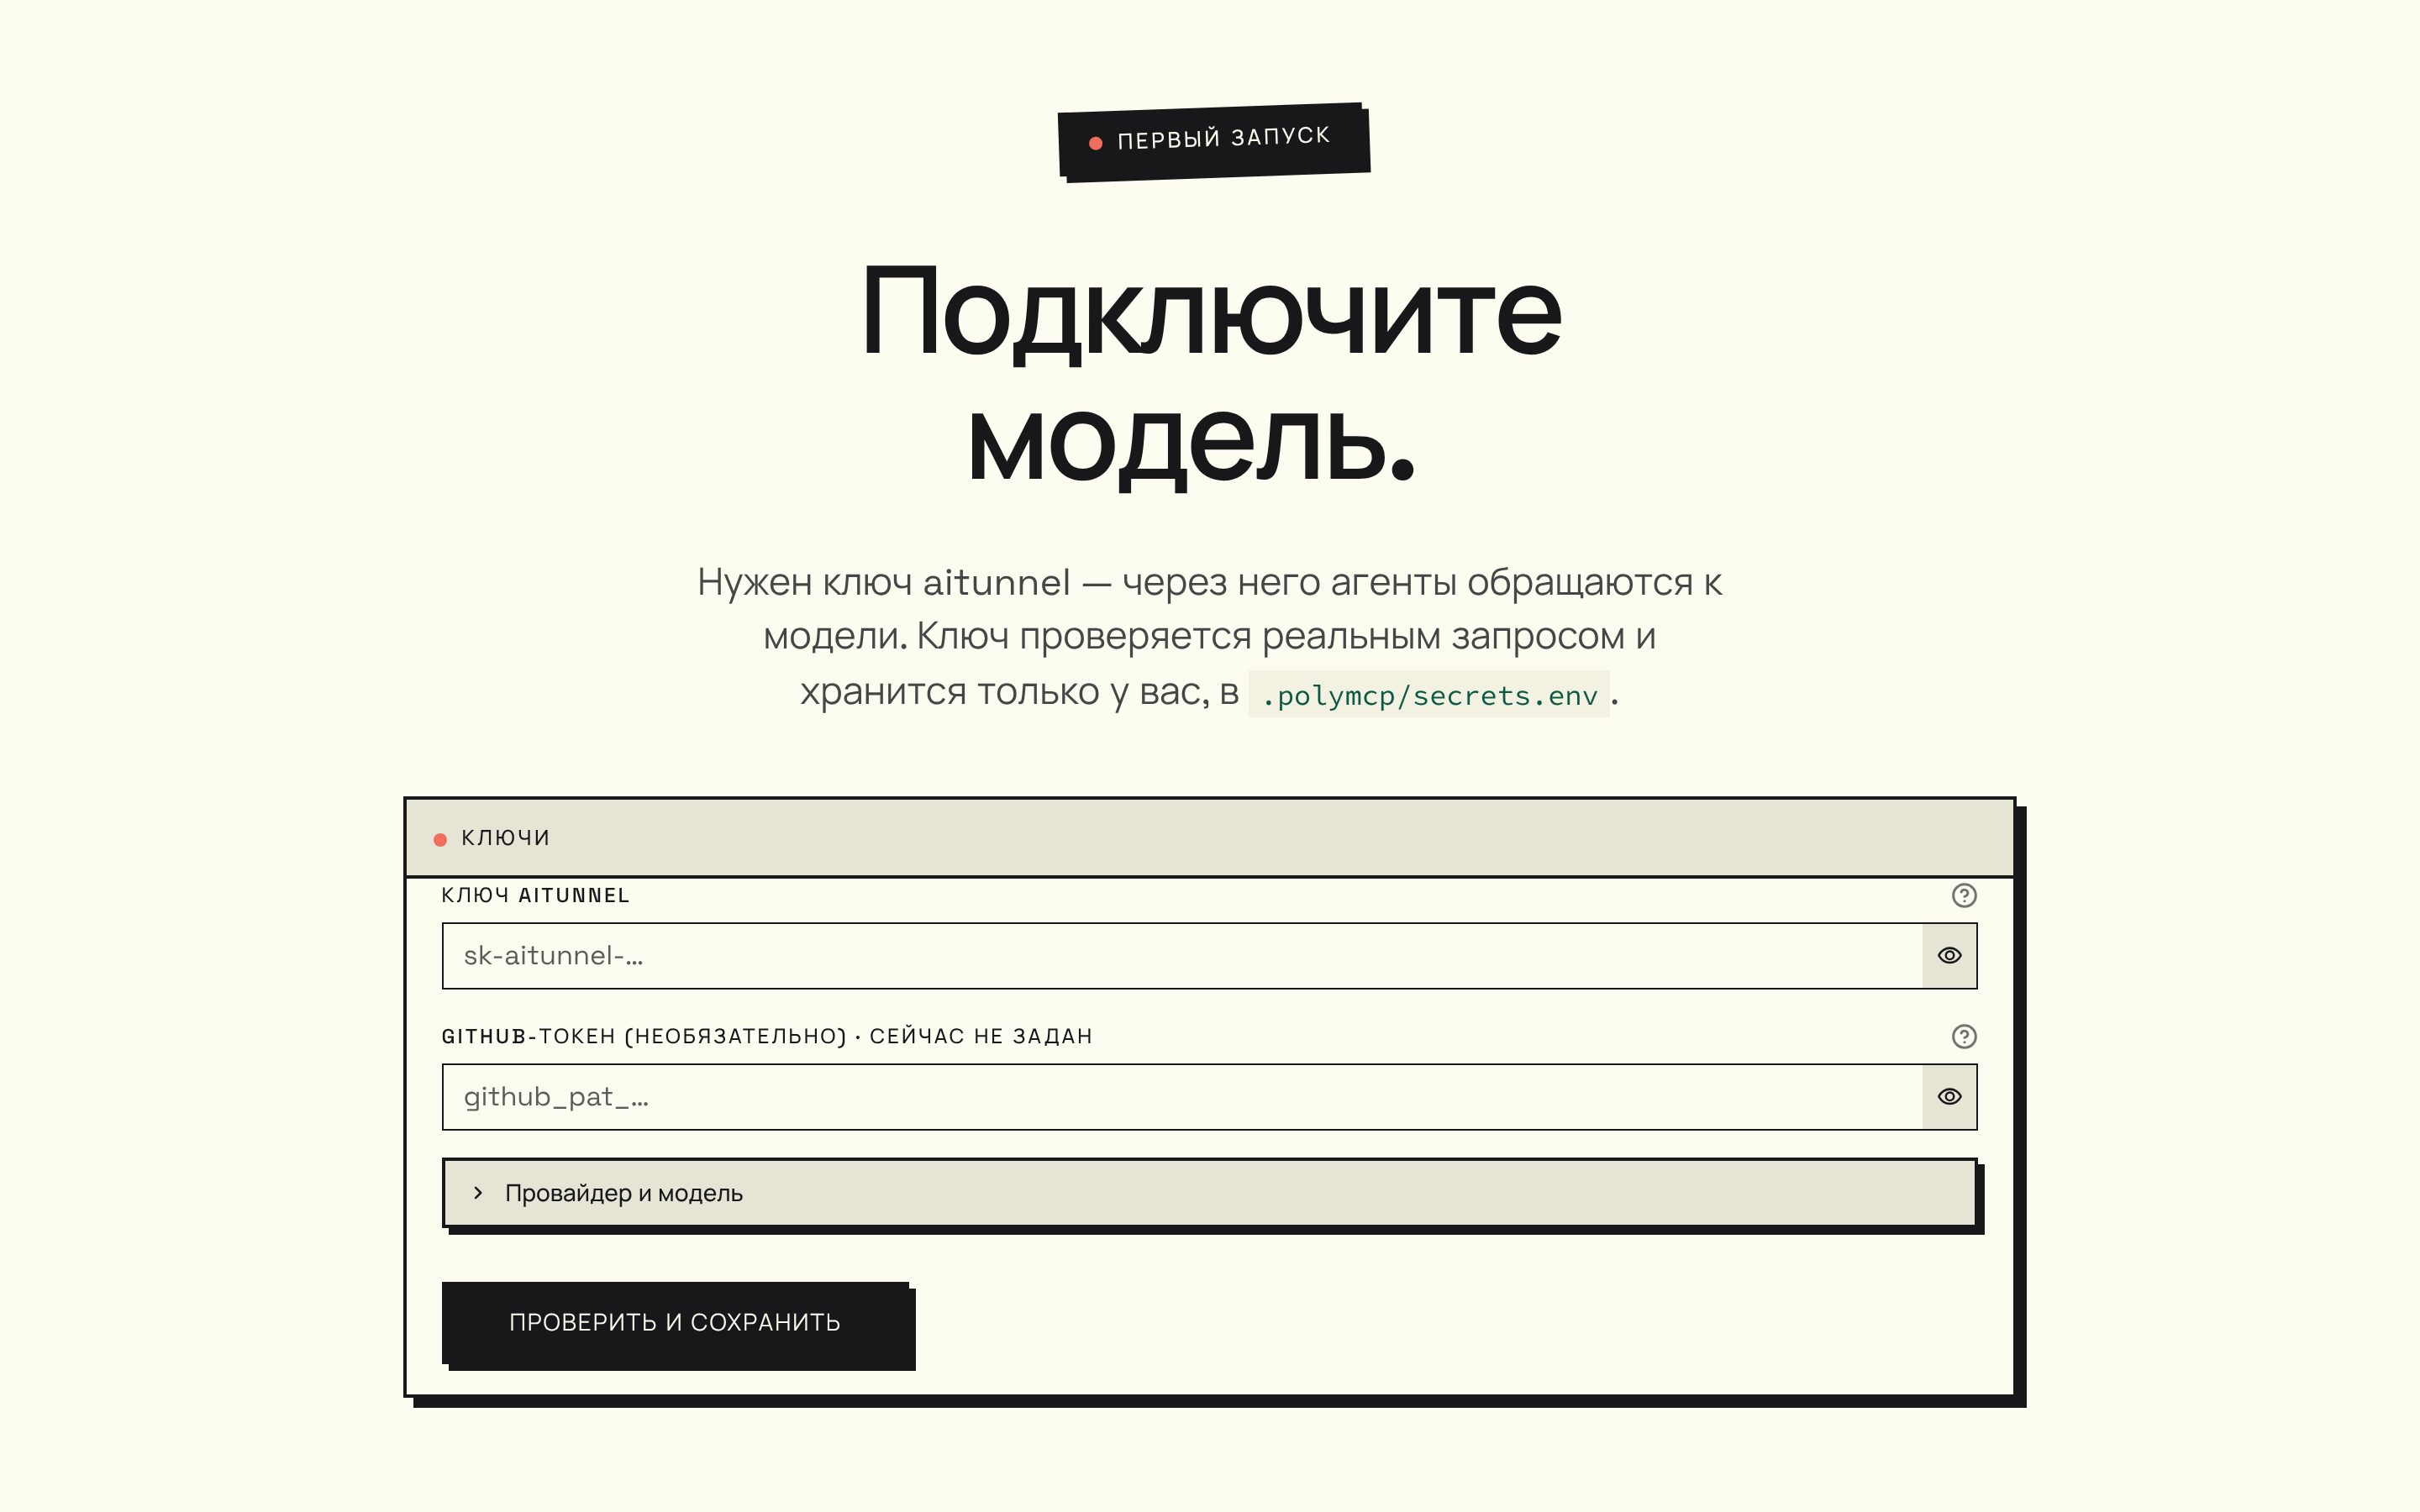 ПЕРВЫЙ ЗАПУСК
Подключите
модель.
Нужен ключ aitunnel — через него агенты обращаются к
модели. Ключ проверяется реальным запросом и
хранится только у вас, в .polymcp/secrets.env.
КЛЮЧИ
КЛЮЧ AITUNNEL
sk-aitunnel-…
GITHUB-ТОКЕН (НЕОБЯЗАТЕЛЬНО) · СЕЙЧАС НЕ ЗАДАН
github_pat_…
Провайдер и модель
ПРОВЕРИТЬ И СОХРАНИТЬ